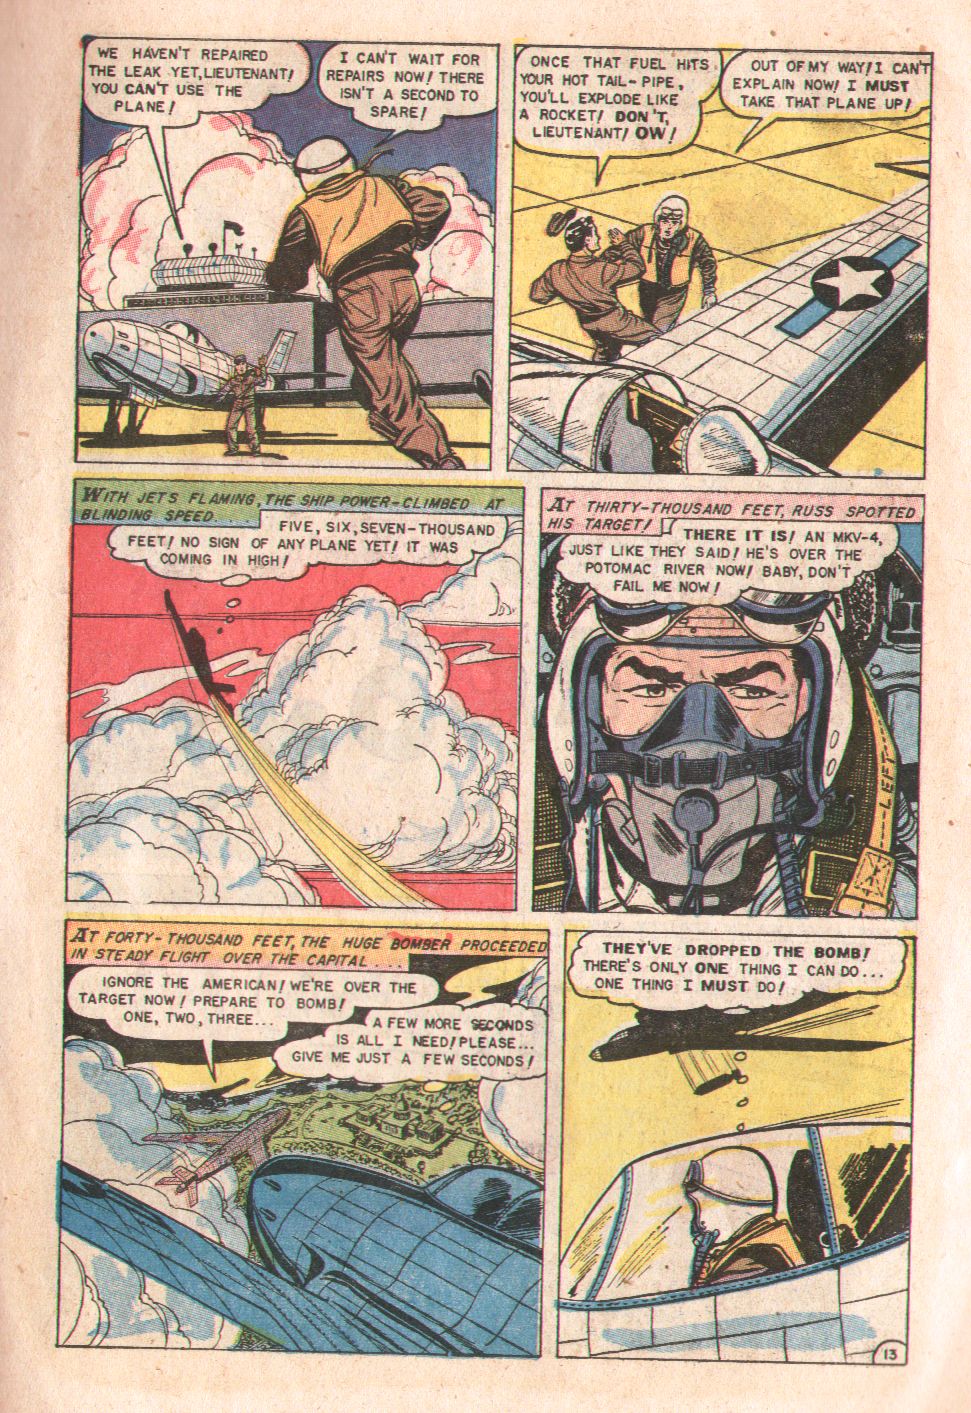 WE HAVEN'T REPAIRED
THE LEAK YET, LIEUTENANT!
YOU CAN'T USE THE
PLANE!
I CAN'T WAIT FOR
REPAIRS NOW! THERE
ISN'T A SECOND TO
SPARE!
ONCE THAT FUEL HITS
YOUR HOT TAIL-PIPE,
YOU'LL EXPLODE LIKE
A ROCKET! DON'T,
LIEUTENANT! OW!
OUT OF MY WAY! I CAN'T
EXPLAIN NOW! I MUST
TAKE THAT PLANE UP!
WITH JETS FLAMING, THE SHIP POWER-CLIMBED AT
BLINDING SPEED...
FIVE, SIX, SEVEN-THOUSAND
FEET! NO SIGN OF ANY PLANE YET! IT WAS
COMING IN HIGH!
AT THIRTY-THOUSAND FEET, RUSS SPOTTED
HIS TARGET!
THERE IT IS! AN MKV-4,
JUST LIKE THEY SAID! HE'S OVER THE
POTOMAC RIVER NOW! BABY, DON'T
FAIL ME NOW!
LEFT
AT FORTY-THOUSAND FEET, THE HUGE BOMBER PROCEEDED
IN STEADY FLIGHT OVER THE CAPITAL...
IGNORE THE AMERICAN! WE'RE OVER THE
TARGET NOW! PREPARE TO BOMB!
ONE, TWO, THREE...
A FEW MORE SECONDS
IS ALL I NEED! PLEASE...
GIVE ME JUST A FEW SECONDS!
THEY'VE DROPPED THE BOMB!
THERE'S ONLY ONE THING I CAN DO...
ONE THING I MUST DO!
13